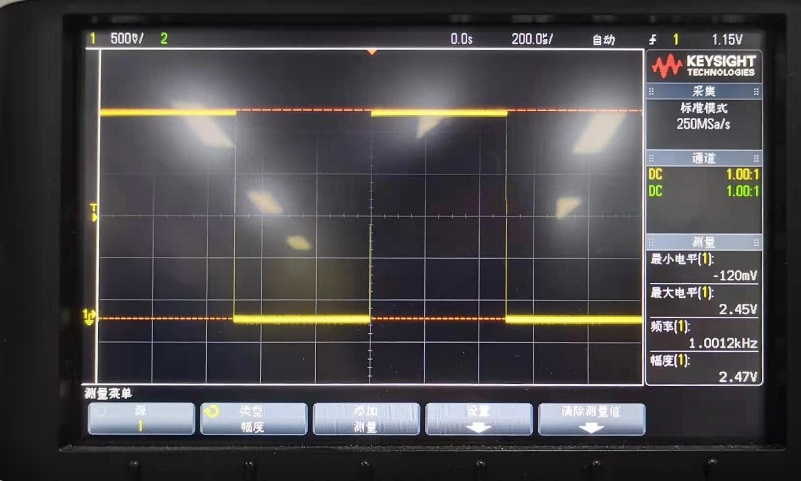 1 500▽/ 2 0.0s 200.0㎲/ 自动 1 1.15V
KEYSIGHT
TECHNOLOGIES
采集
标准模式
250MSa/s
通道
DC 1.00:1
DC 1.00:1
测量
最小电平(1):
-120mV
最大电平(1):
2.45V
频率(1):
1.0012kHz
幅度(1):
2.47V
T
1
测量菜单
源
1
类型
幅度
添加
测量
设置
清除测量值